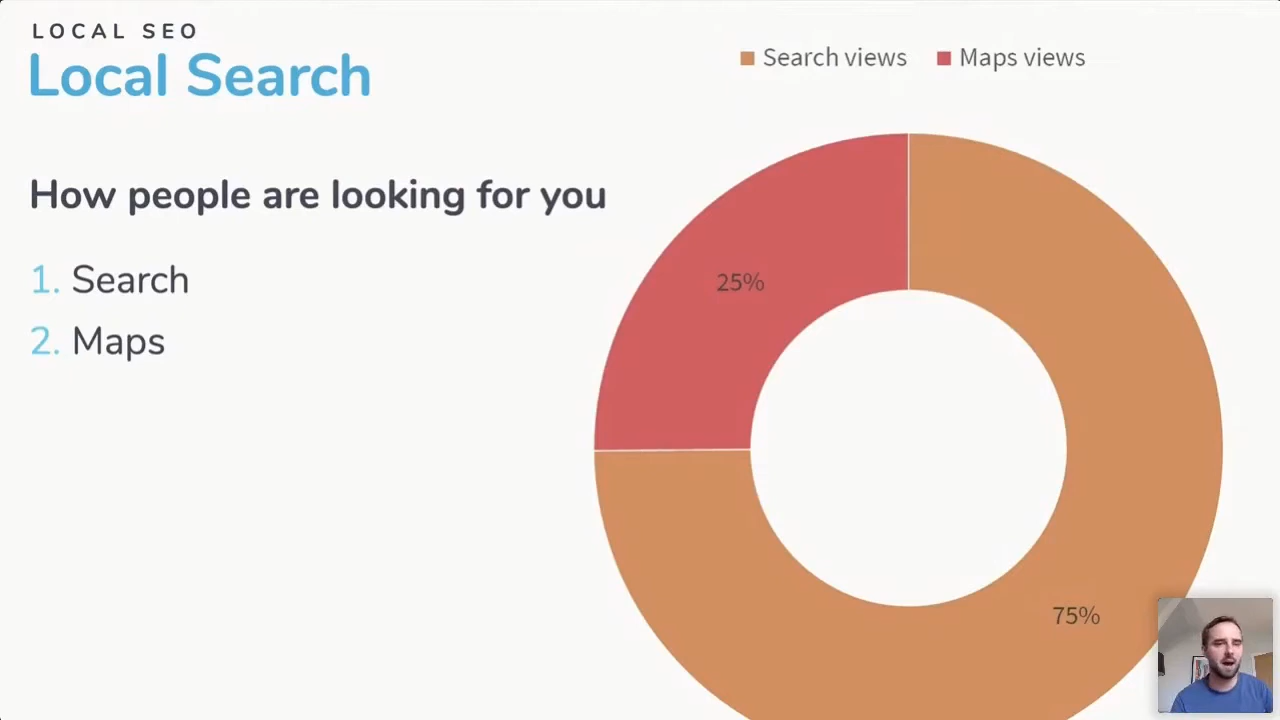 LOCAL SEO
Local Search
Search views
Maps views
How people are looking for you
1. Search
2. Maps
25%
75%